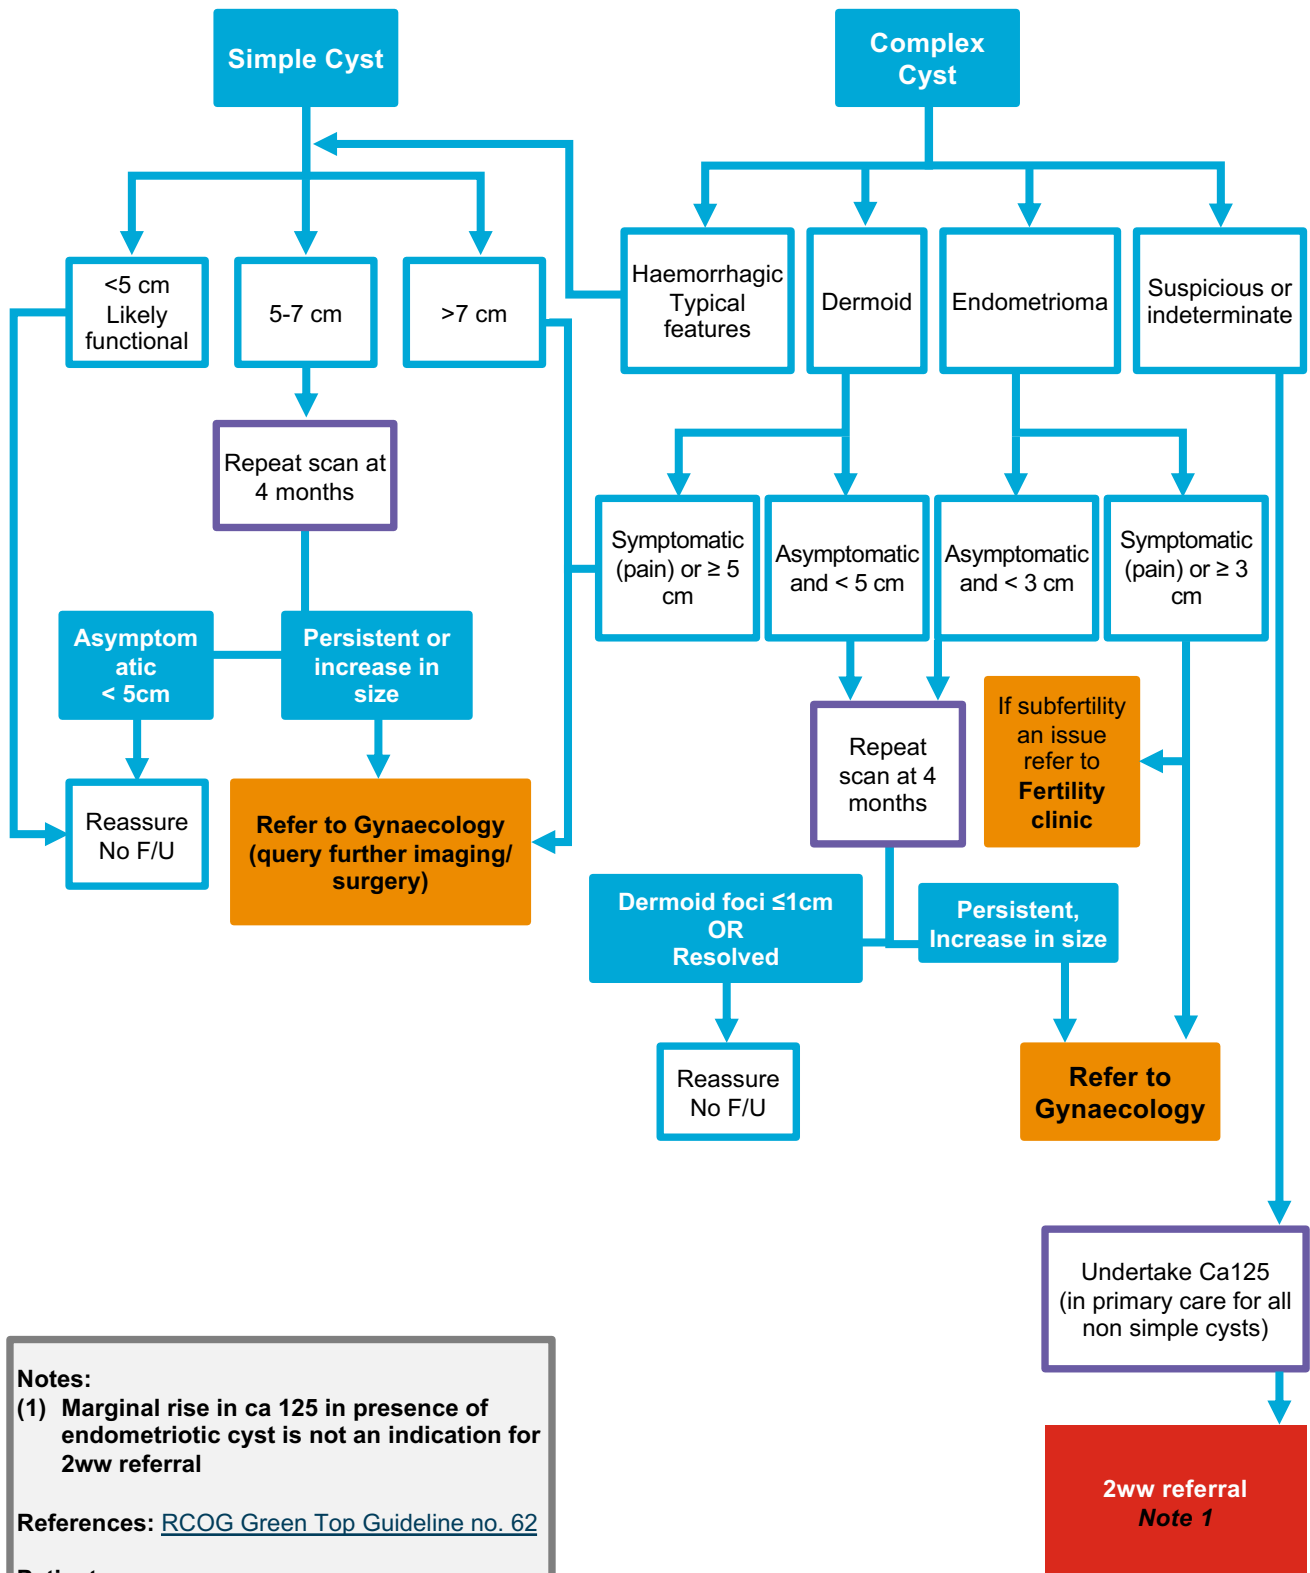 Simple Cyst
Complex
Cyst
<5 cm
Likely
functional
5-7 cm
>7 cm
Haemorrhagic
Typical
features
Dermoid
Endometrioma
Suspicious or
indeterminate
Repeat scan at
4 months
Symptomatic
(pain) or ≥ 5
cm
Asymptomatic
and < 5 cm
Asymptomatic
and < 3 cm
Symptomatic
(pain) or ≥ 3
cm
Asymptom
atic
< 5cm
Persistent or
increase in
size
If subfertility
an issue
refer to
Fertility
clinic
Repeat
scan at 4
months
Reassure
No F/U
Refer to Gynaecology
(query further imaging/
surgery)
Dermoid foci ≤1cm
OR
Resolved
Persistent,
Increase in size
Reassure
No F/U
Refer to
Gynaecology
Undertake Ca125
(in primary care for all
non simple cysts)
Notes:
(1) Marginal rise in ca 125 in presence of
endometriotic cyst is not an indication for
2ww referral
References: RCOG Green Top Guideline no. 62
2ww referral
Note 1